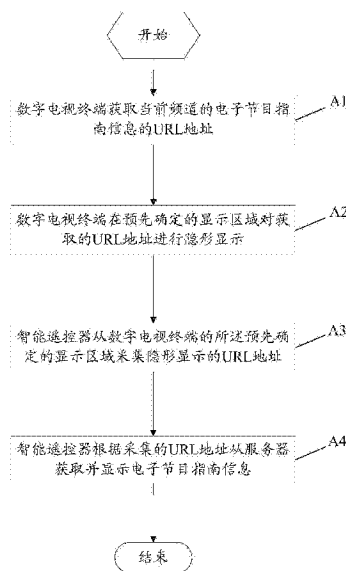 开始
数字电视终端获取当前频道的电子节目指
南信息的URL地址
A1
数字电视终端在预先确定的显示区域对获
取的URL地址进行隐形显示
A2
智能遥控器从数字电视终端的所述预先确
定的显示区域采集隐形显示的URL地址
A3
智能遥控器根据采集的URL地址从服务器
获取并显示电子节目指南信息
A4
结束